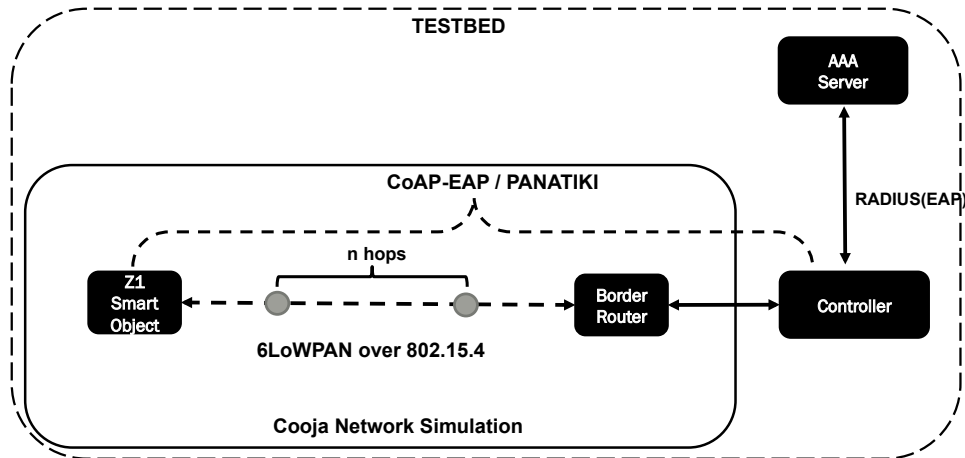 TESTBED
AAA
Server
CoAP-EAP / PANATIKI
RADIUS(EAP)
n hops
Z1
Smart
Object
Border
Router
Controller
6LoWPAN over 802.15.4
Cooja Network Simulation